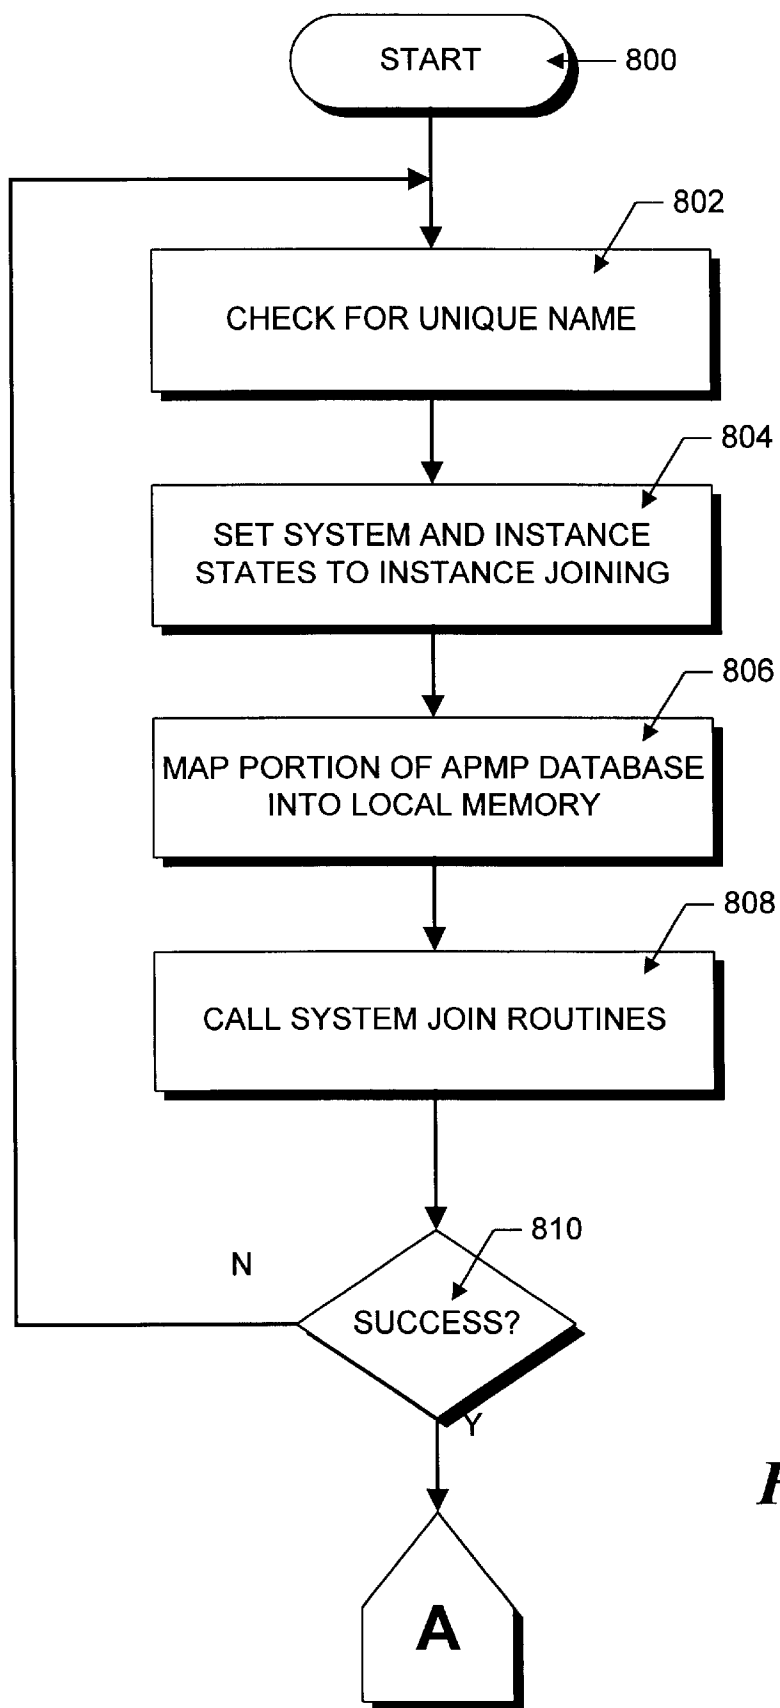 START
800
802
CHECK FOR UNIQUE NAME
804
SET SYSTEM AND INSTANCE
STATES TO INSTANCE JOINING
806
MAP PORTION OF APMP DATABASE
INTO LOCAL MEMORY
808
CALL SYSTEM JOIN ROUTINES
810
N
SUCCESS?
Y
A